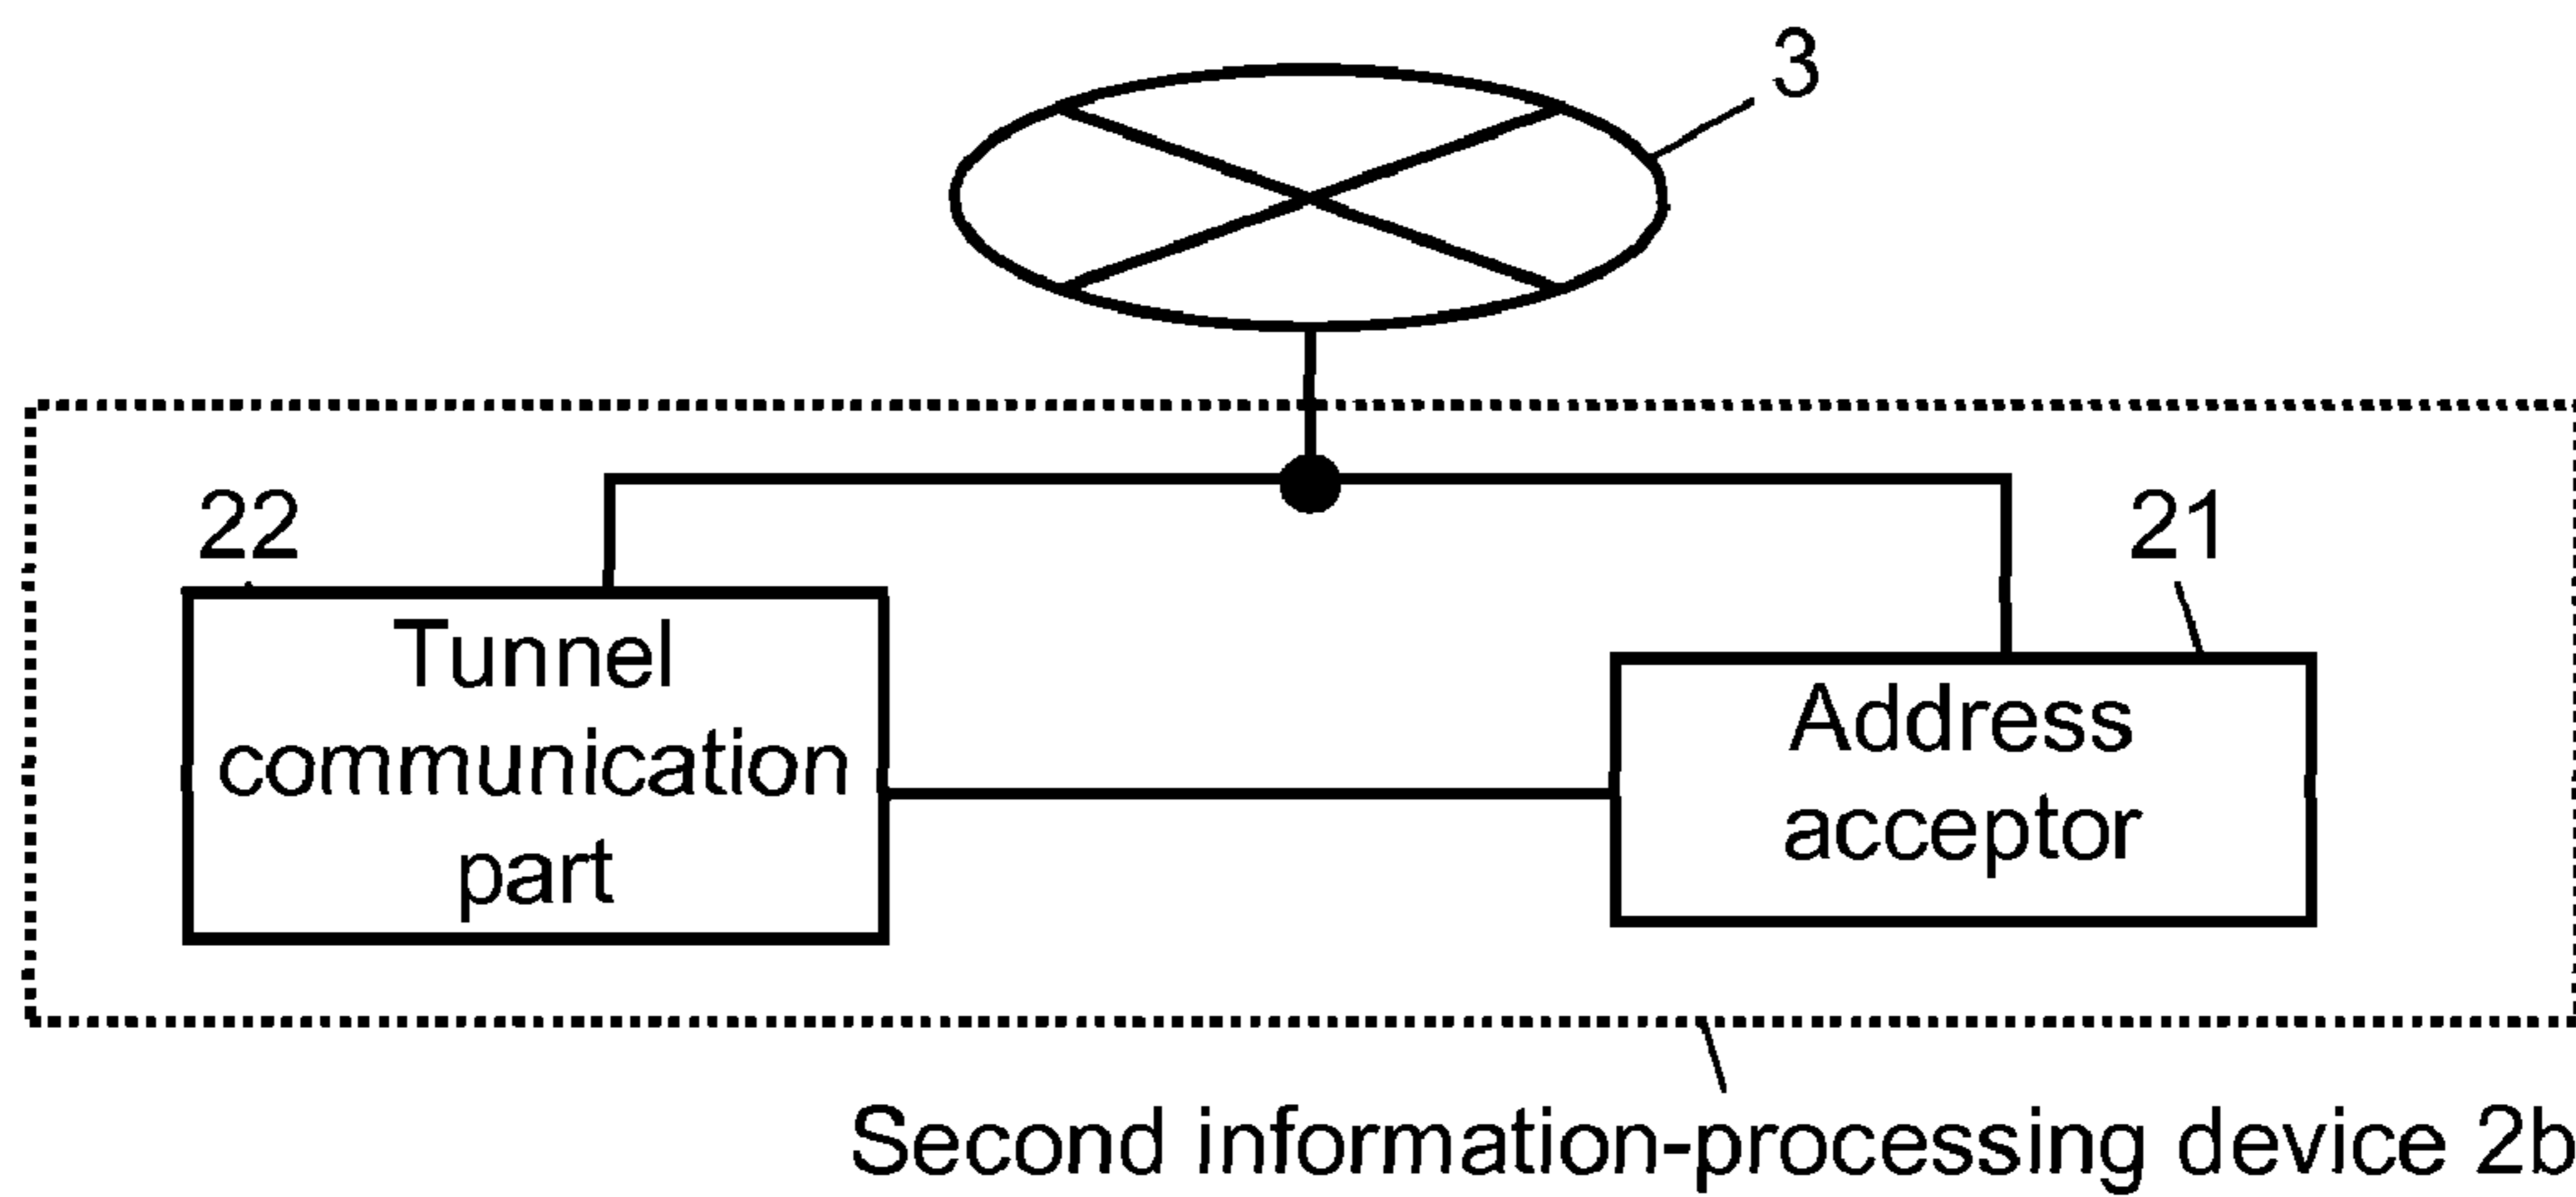 3
22
21
Tunnel
communication
part
Address
acceptor
Second information-processing device 2b